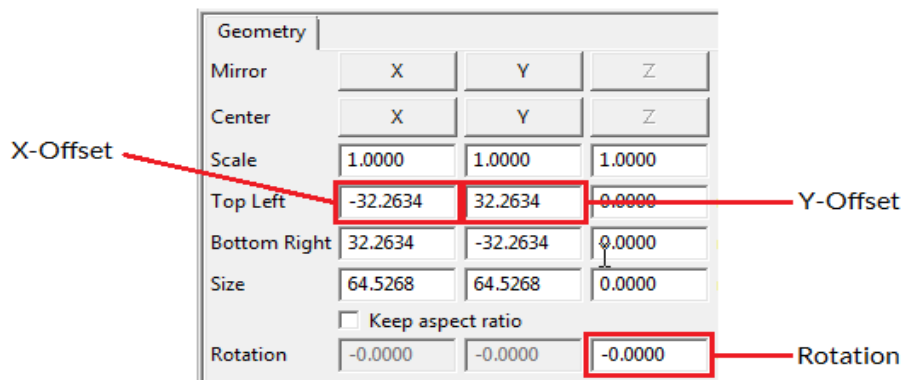 Geometry
Mirror X Y Z
Center X Y Z
X-Offset
Scale 1.0000 1.0000 1.0000
Top Left -32.2634 32.2634 0.0000 Y-Offset
Bottom Right 32.2634 -32.2634 0.0000
Size 64.5268 64.5268 0.0000
Keep aspect ratio
Rotation -0.0000 -0.0000 -0.0000 Rotation